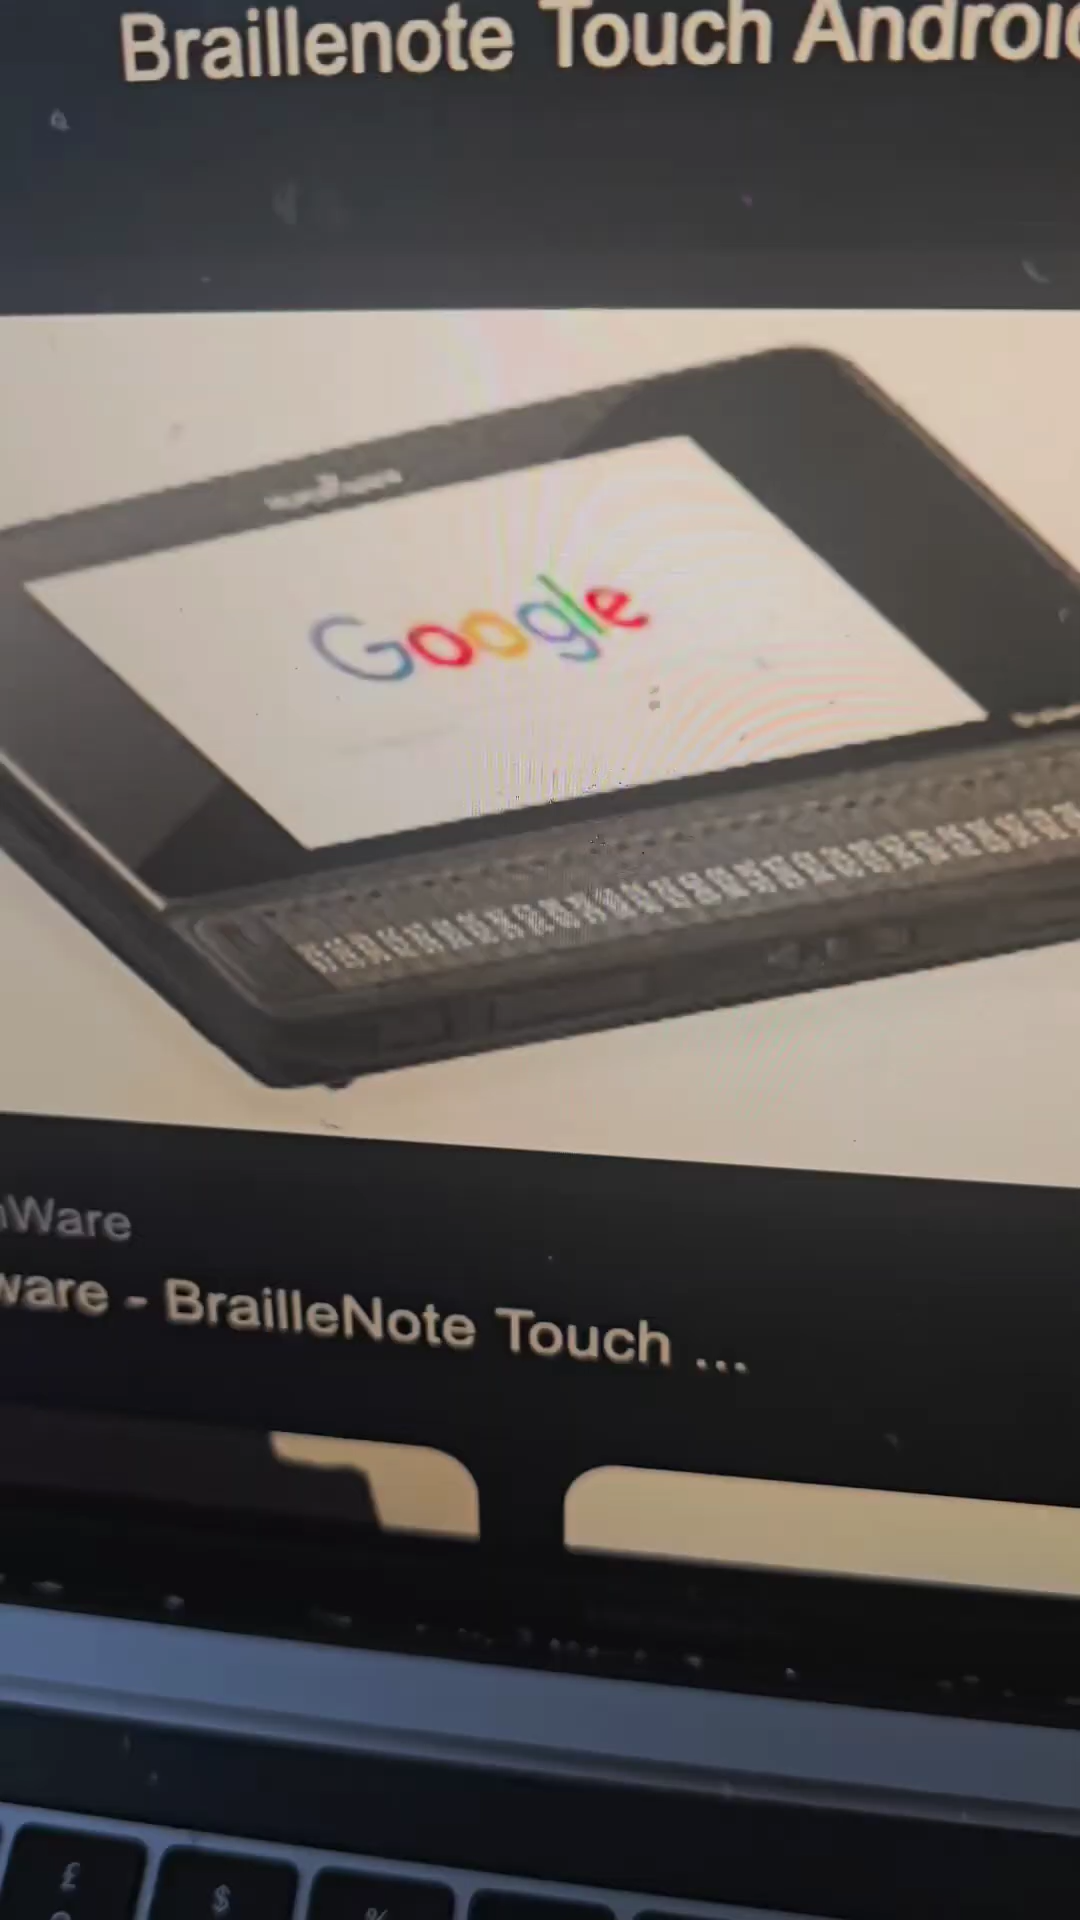 Braillenote Touch Androi
Google
Ware
ware - BrailleNote Touch ...
£
$
%